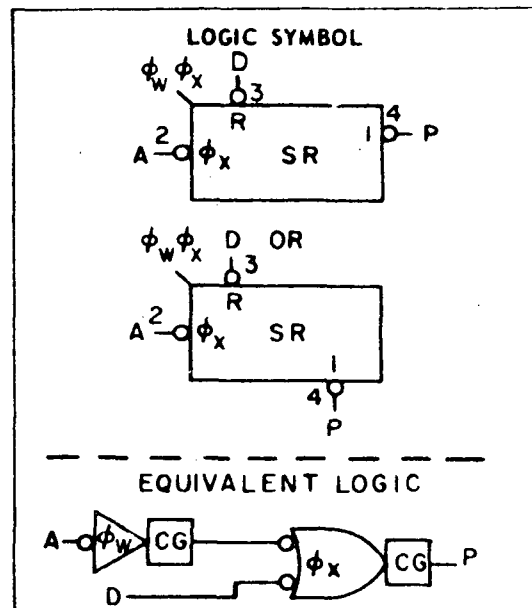 LOGIC SYMBOL
ϕW ϕX D
3
R
4
A 2 ϕX SR 1 P
ϕW ϕX D OR
3
R
A 2 ϕX SR
1
4
P
EQUIVALENT LOGIC
A ϕW CG ϕX CG P
D